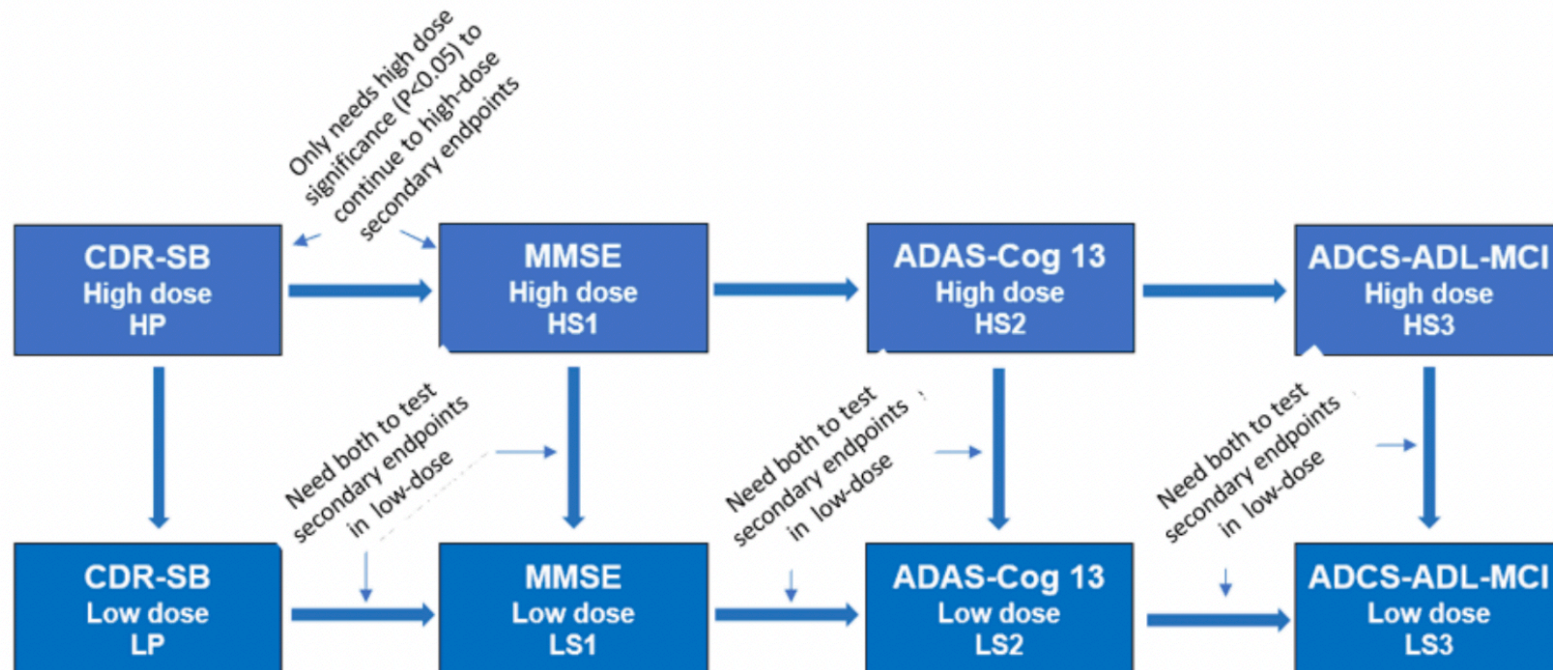 Only needs high dose
significance (P<0.05) to
continue to high-dose
secondary endpoints
CDR-SB
High dose
HP
MMSE
High dose
HS1
ADAS-Cog 13
High dose
HS2
ADCS-ADL-MCI
High dose
HS3
Need both to test
secondary endpoints
in low-dose
Need both to test
secondary endpoints
in low-dose
Need both to test
secondary endpoints
in low-dose
CDR-SB
Low dose
LP
MMSE
Low dose
LS1
ADAS-Cog 13
Low dose
LS2
ADCS-ADL-MCI
Low dose
LS3